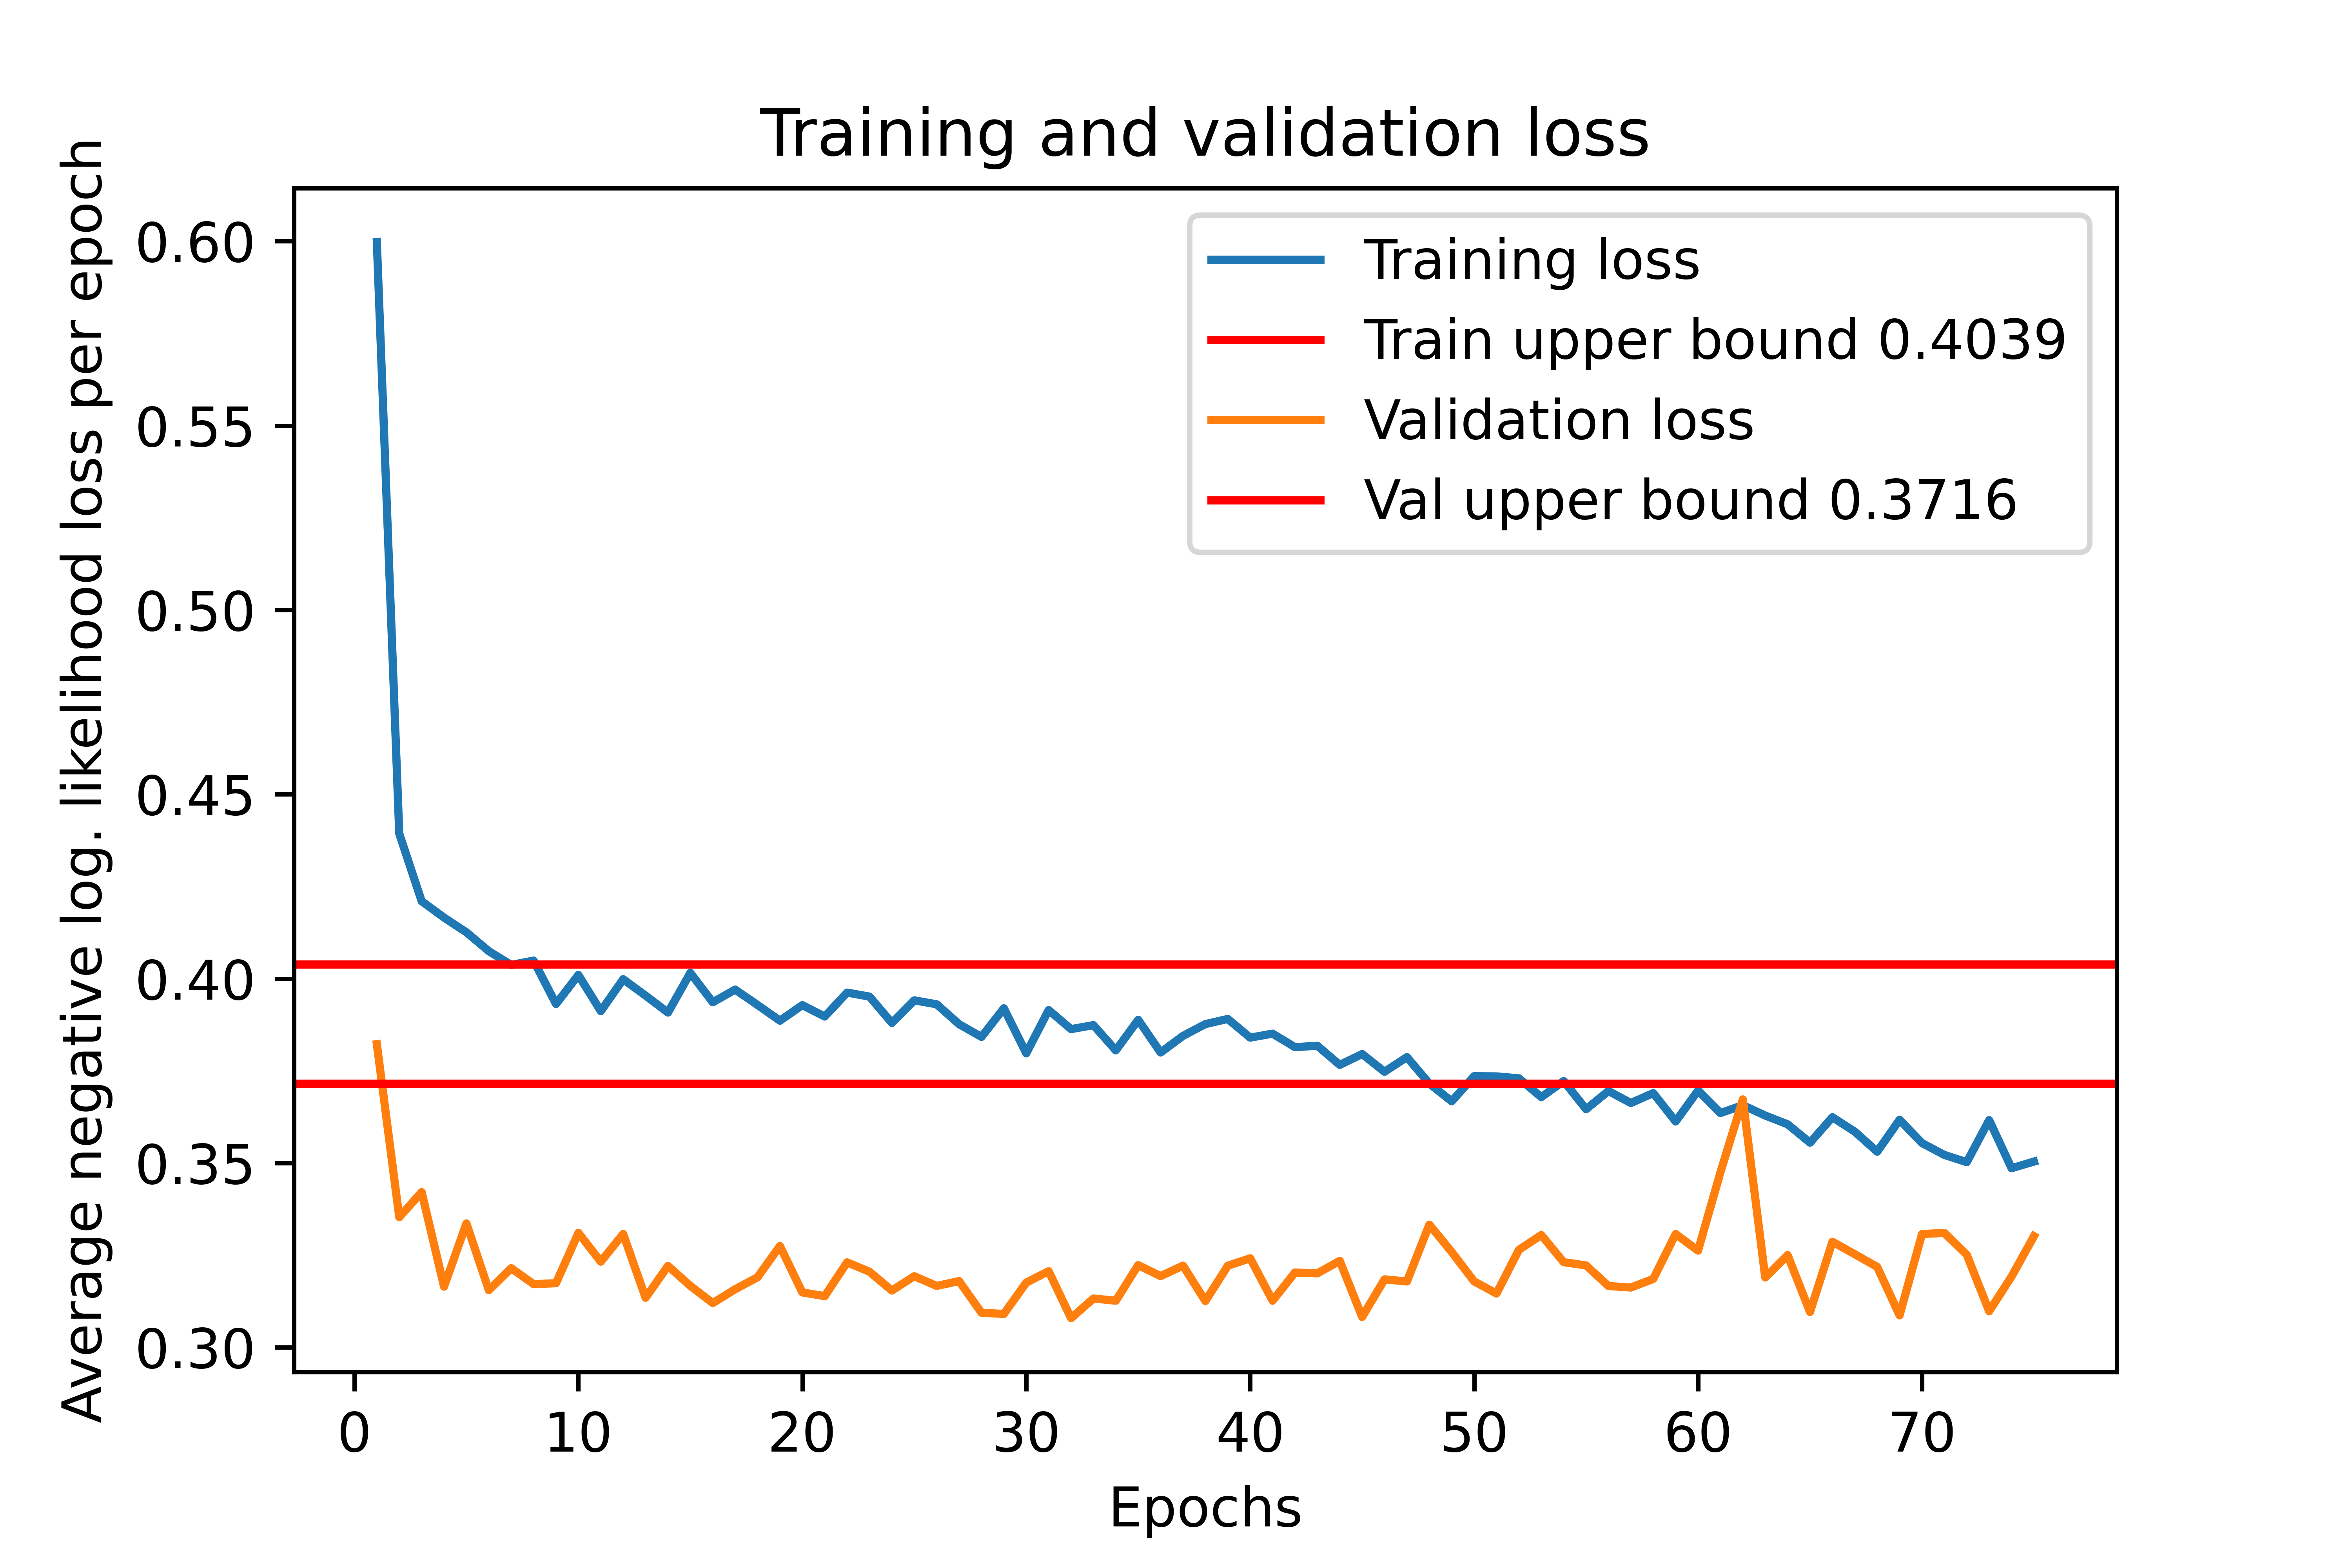 Training and validation loss
Average negative log. likelihood loss per epoch
0.60
0.55
0.50
0.45
0.40
0.35
0.30
Training loss
Train upper bound 0.4039
Validation loss
Val upper bound 0.3716
0 10 20 30 40 50 60 70
Epochs